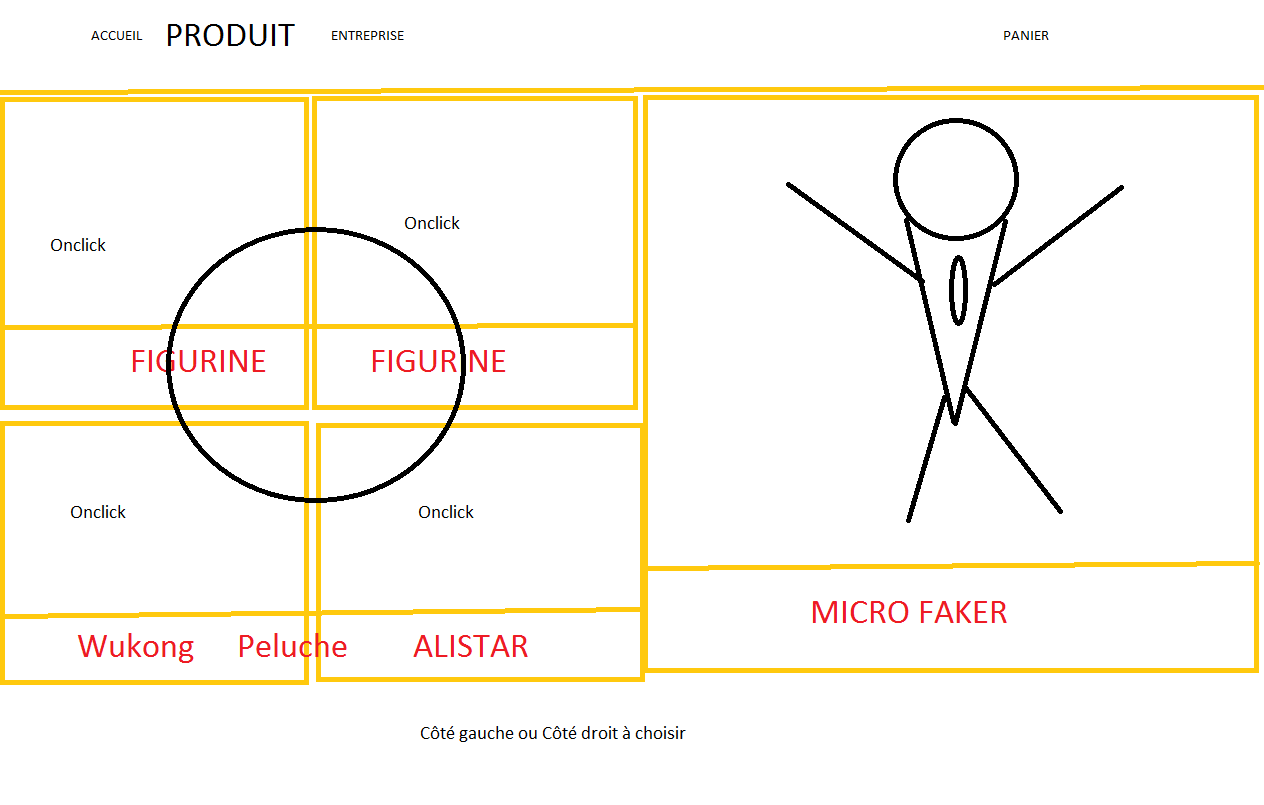 ACCUEIL PRODUIT ENTREPRISE PANIER
Onclick
Onclick
FIGURINE
FIGURINE
Onclick
Onclick
Wukong Peluche ALISTAR
MICRO FAKER
Côté gauche ou Côté droit à choisir